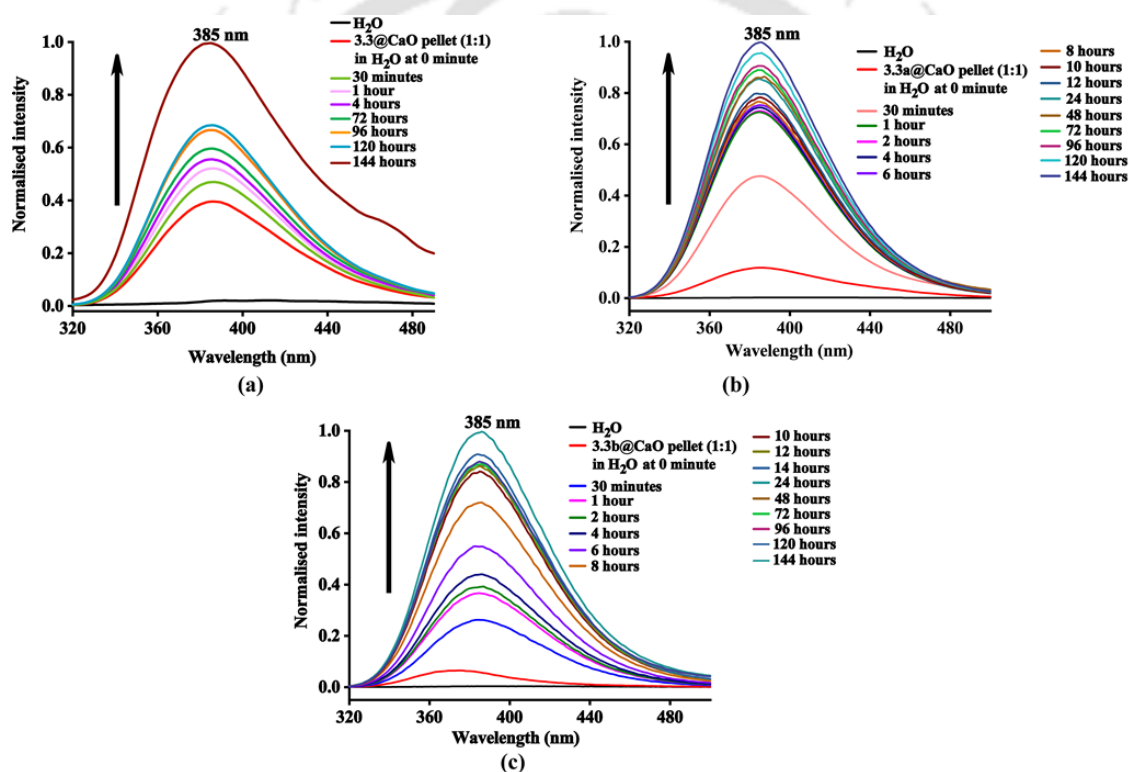 385 nm
H2O
3.3@CaO pellet (1:1)
in H2O at 0 minute
30 minutes
1 hour
4 hours
72 hours
96 hours
120 hours
144 hours
Normalised intensity
1.0
0.8
0.6
0.4
0.2
0.0
320 360 400 440 480
Wavelength (nm)
(a)
385 nm
H2O
3.3a@CaO pellet (1:1)
in H2O at 0 minute
30 minutes
1 hour
2 hours
4 hours
6 hours
8 hours
10 hours
12 hours
24 hours
48 hours
72 hours
96 hours
120 hours
144 hours
Normalised intensity
1.0
0.8
0.6
0.4
0.2
0.0
320 360 400 440
Wavelength (nm)
(b)
385 nm
H2O
3.3b@CaO pellet (1:1)
in H2O at 0 minute
30 minutes
1 hour
2 hours
4 hours
6 hours
8 hours
10 hours
12 hours
14 hours
24 hours
48 hours
72 hours
96 hours
120 hours
144 hours
Normalised intensity
1.0
0.8
0.6
0.4
0.2
0.0
320 360 400 440 480
Wavelength (nm)
(c)